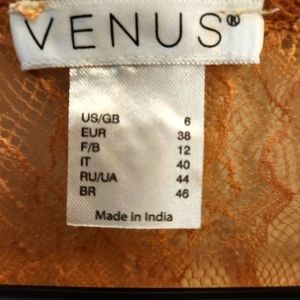 VENUS®
US/GB 6
EUR 38
F/B 12
IT 40
RU/UA 44
BR 46
Made in India